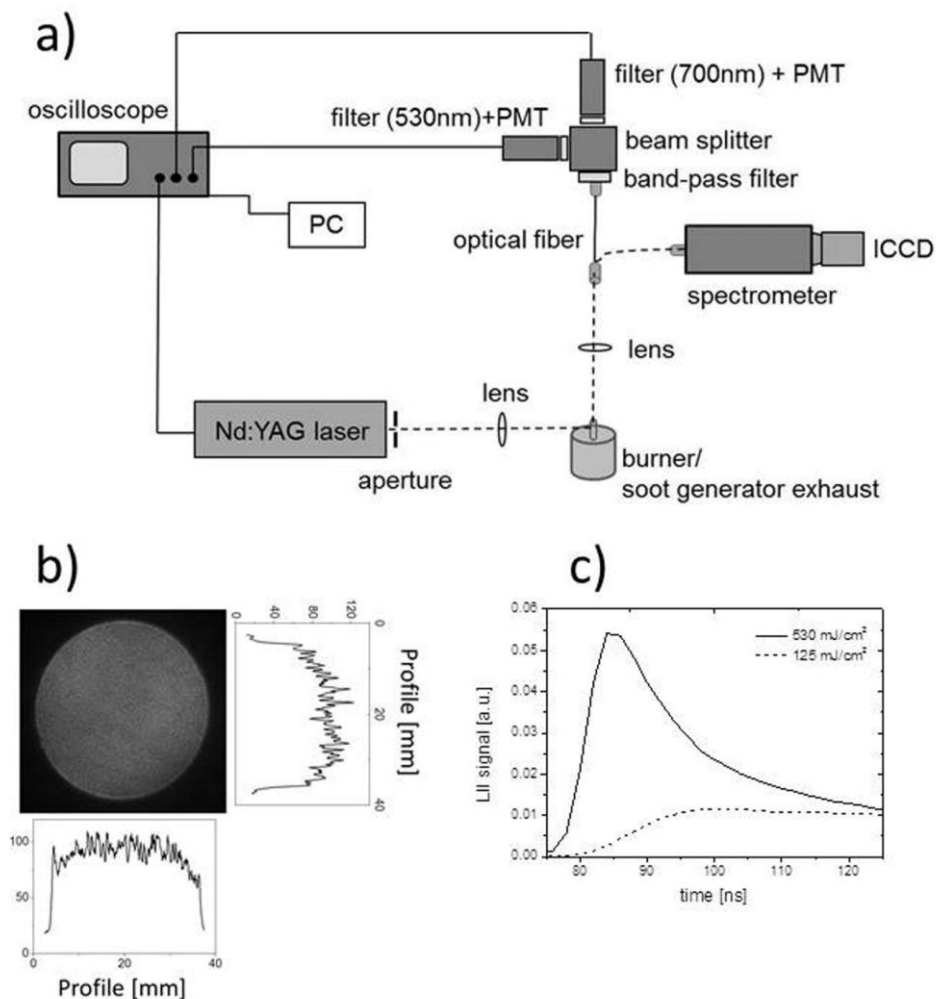 a)
filter (700nm) + PMT
oscilloscope
filter (530nm)+PMT
beam splitter
band-pass filter
PC
optical fiber
ICCD
spectrometer
lens
lens
Nd:YAG laser
aperture
burner/
soot generator exhaust
b)
0
40
80
120
0
20
40
Profile [mm]
100
50
0
0
20
40
Profile [mm]
c)
0.06
0.05
0.04
0.03
0.02
0.01
0.00
LII signal [a.u.]
530 mJ/cm²
125 mJ/cm²
80
90
100
110
120
time [ns]